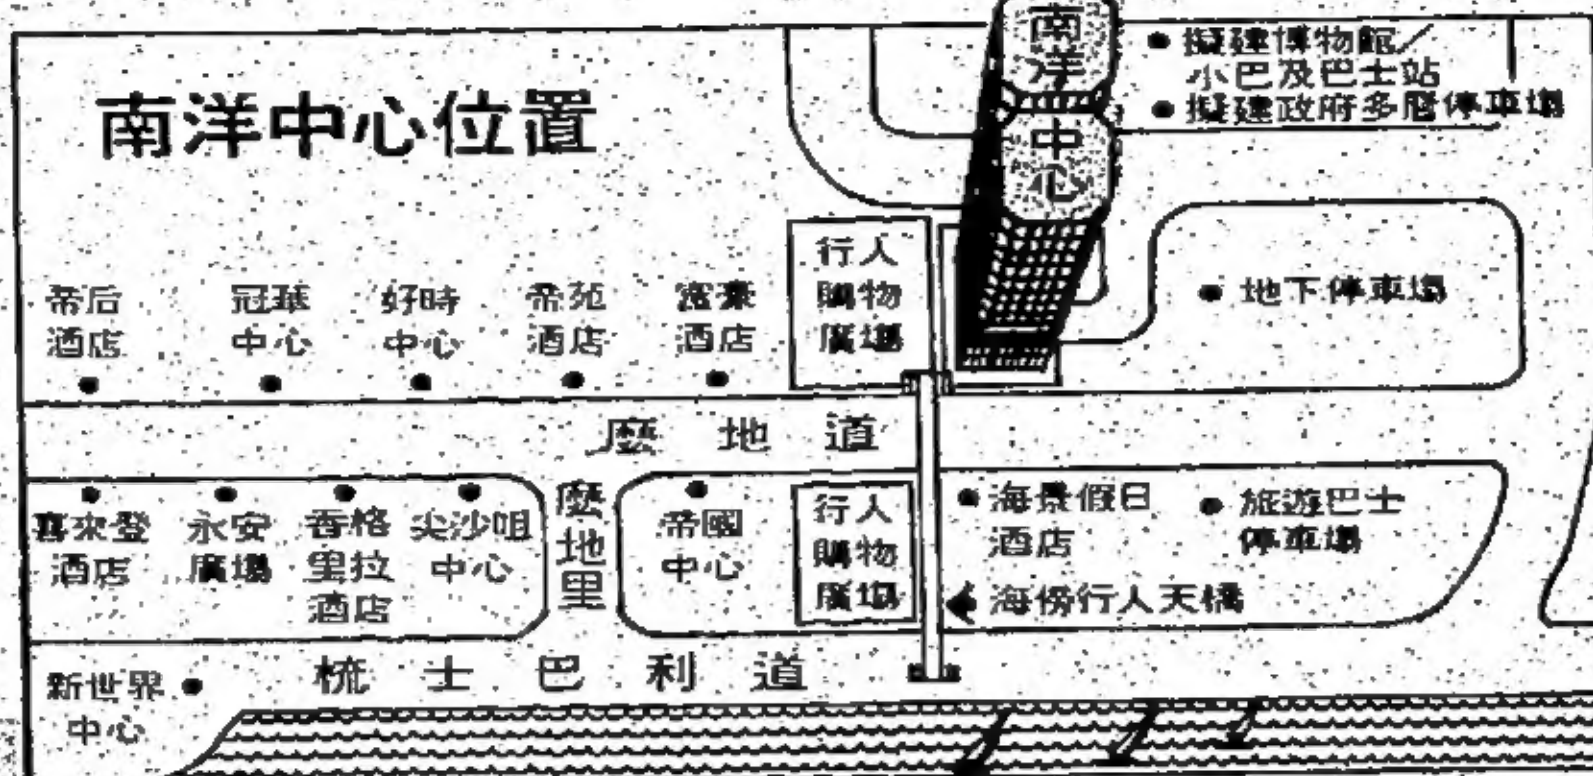 南洋中心位置
南洋中心
擬建博物館
小巴及巴士站
擬建政府多層停車場
地下停車場
帝后
酒店
冠華
中心
好時
中心
帝苑
酒店
富豪
酒店
行人
購物
廣場
麼地道
喜來登
酒店
永安
廣場
香格
里拉
酒店
尖沙咀
中心
麼地里
帝國
中心
行人
購物
廣場
海景假日
酒店
旅遊巴士
停車場
海傍行人天橋
梳士巴利道
新世界
中心